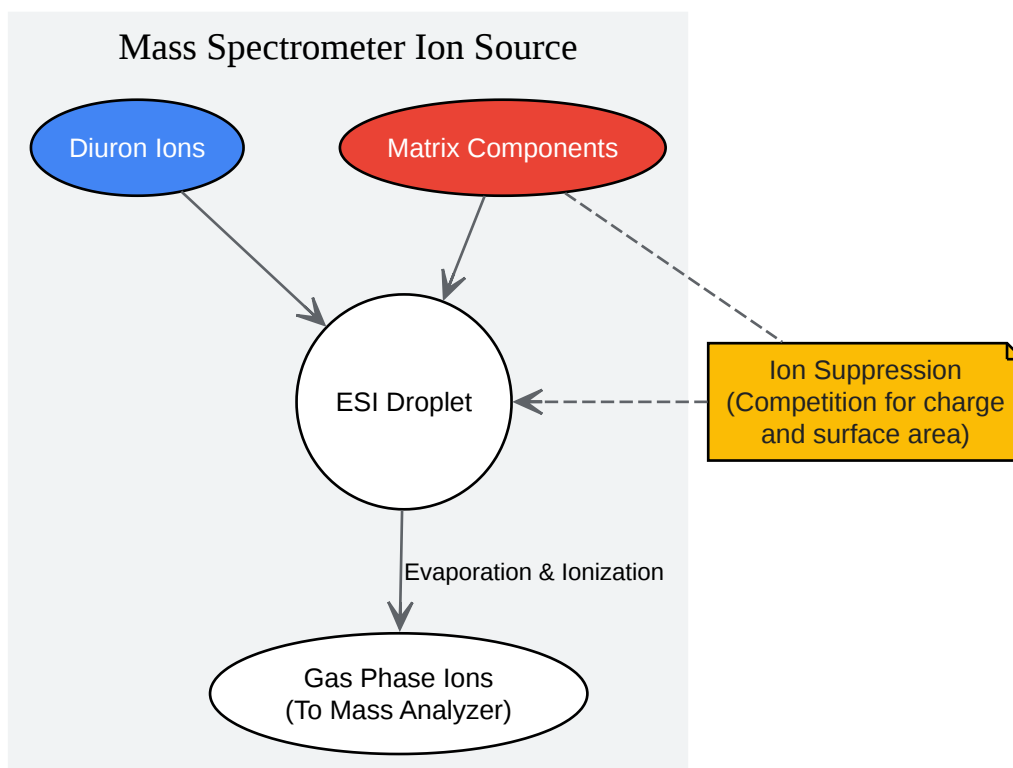 Mass Spectrometer Ion Source
Diuron Ions
Matrix Components
ESI Droplet
Ion Suppression
(Competition for charge
and surface area)
Evaporation & Ionization
Gas Phase Ions
(To Mass Analyzer)